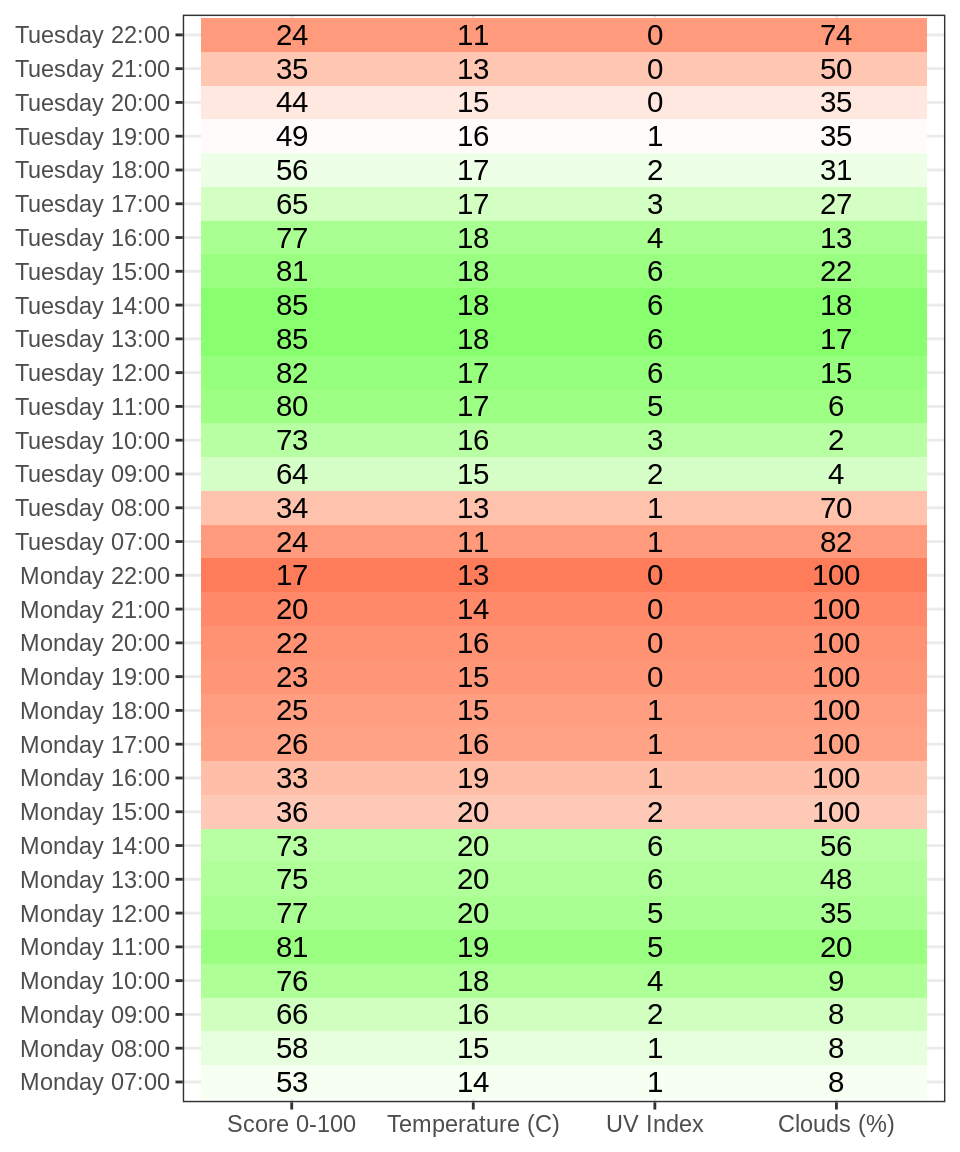 Tuesday 22:00 24 11 0 74
Tuesday 21:00 35 13 0 50
Tuesday 20:00 44 15 0 35
Tuesday 19:00 49 16 1 35
Tuesday 18:00 56 17 2 31
Tuesday 17:00 65 17 3 27
Tuesday 16:00 77 18 4 13
Tuesday 15:00 81 18 6 22
Tuesday 14:00 85 18 6 18
Tuesday 13:00 85 18 6 17
Tuesday 12:00 82 17 6 15
Tuesday 11:00 80 17 5 6
Tuesday 10:00 73 16 3 2
Tuesday 09:00 64 15 2 4
Tuesday 08:00 34 13 1 70
Tuesday 07:00 24 11 1 82
Monday 22:00 17 13 0 100
Monday 21:00 20 14 0 100
Monday 20:00 22 16 0 100
Monday 19:00 23 15 0 100
Monday 18:00 25 15 1 100
Monday 17:00 26 16 1 100
Monday 16:00 33 19 1 100
Monday 15:00 36 20 2 100
Monday 14:00 73 20 6 56
Monday 13:00 75 20 6 48
Monday 12:00 77 20 5 35
Monday 11:00 81 19 5 20
Monday 10:00 76 18 4 9
Monday 09:00 66 16 2 8
Monday 08:00 58 15 1 8
Monday 07:00 53 14 1 8
Score 0-100 Temperature (C) UV Index Clouds (%)